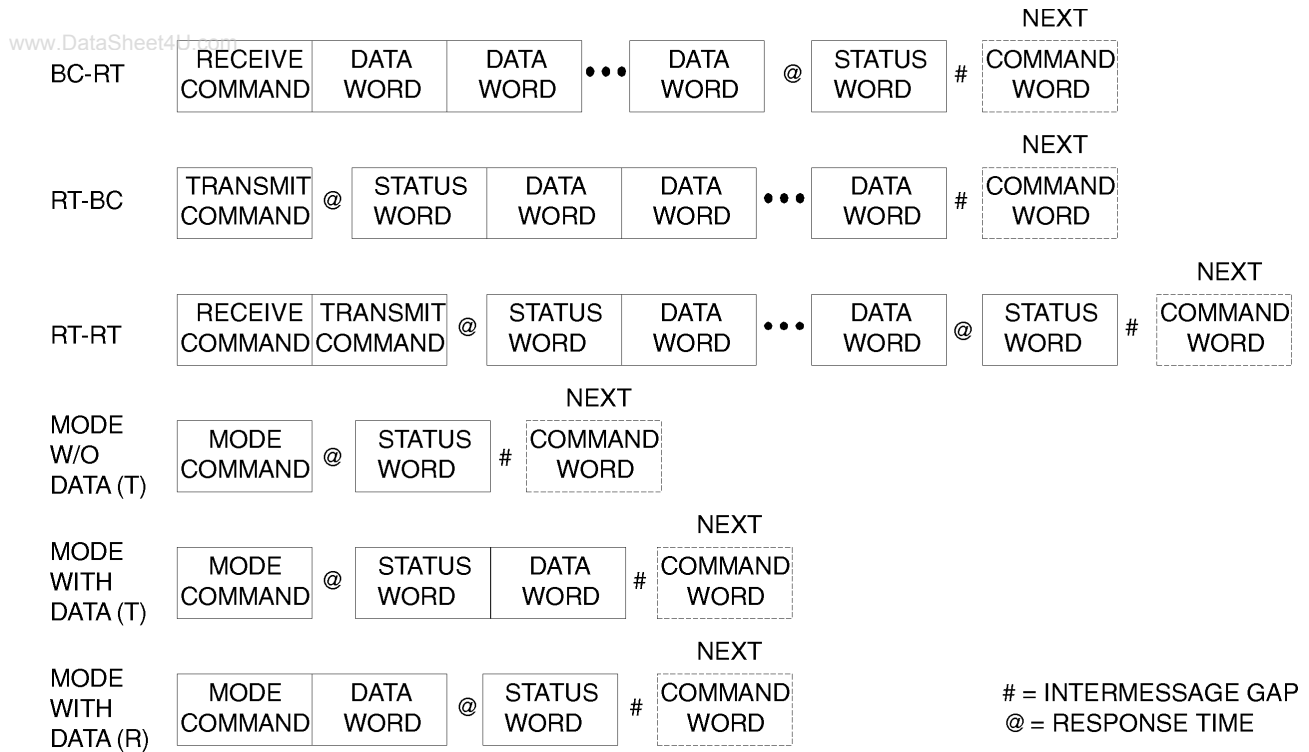 www.DataSheet4U.com
NEXT
BC-RT
RECEIVE COMMAND
DATA WORD
DATA WORD
•••
DATA WORD
@
STATUS WORD
#
COMMAND WORD
NEXT
RT-BC
TRANSMIT COMMAND
@
STATUS WORD
DATA WORD
DATA WORD
•••
DATA WORD
#
COMMAND WORD
NEXT
RT-RT
RECEIVE COMMAND
TRANSMIT COMMAND
@
STATUS WORD
DATA WORD
•••
DATA WORD
@
STATUS WORD
#
COMMAND WORD
NEXT
MODE
W/O
DATA (T)
MODE COMMAND
@
STATUS WORD
#
COMMAND WORD
NEXT
MODE
WITH
DATA (T)
MODE COMMAND
@
STATUS WORD
DATA WORD
#
COMMAND WORD
NEXT
MODE
WITH
DATA (R)
MODE COMMAND
DATA WORD
@
STATUS WORD
#
COMMAND WORD
# = INTERMESSAGE GAP
@ = RESPONSE TIME